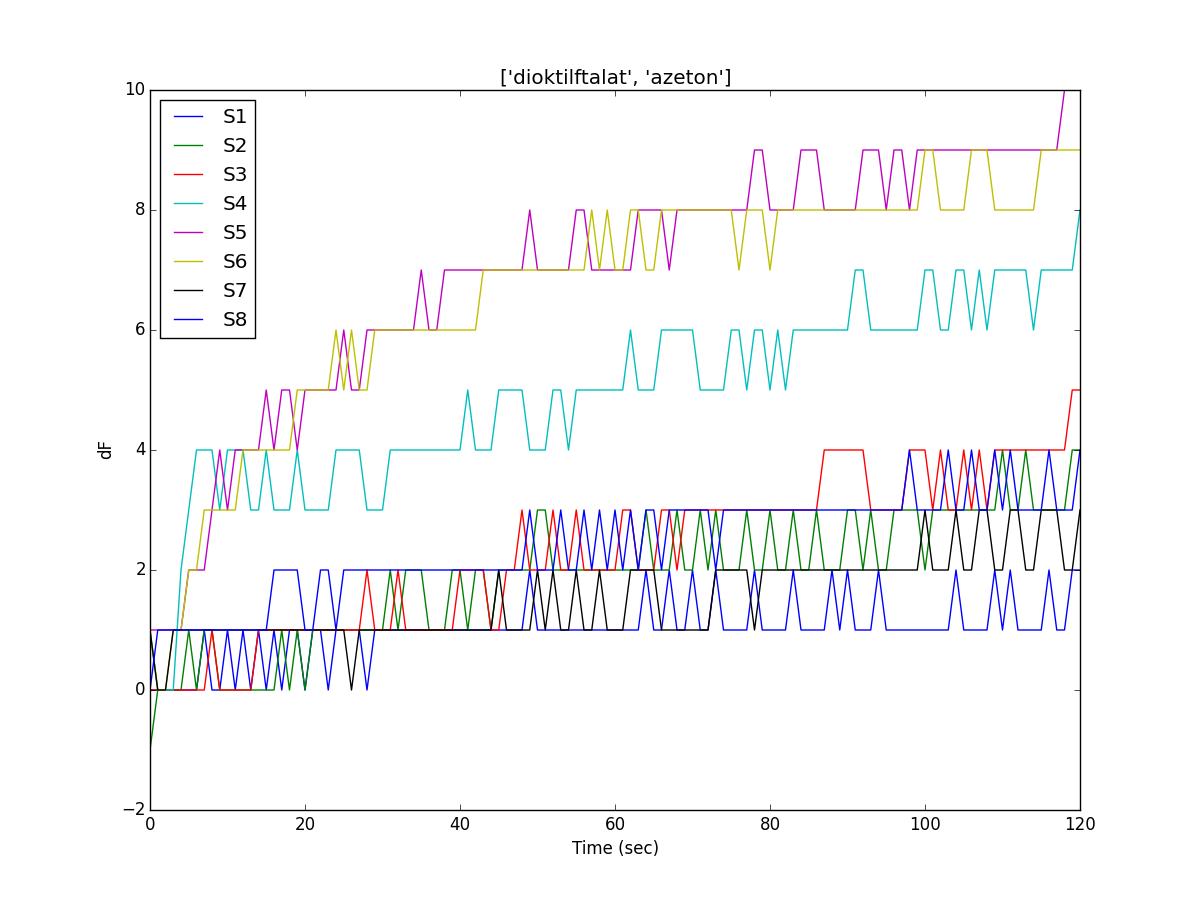 ['dioktilftalat', 'azeton']
10
8
6
4
2
0
−2
dF
S1
S2
S3
S4
S5
S6
S7
S8
0 20 40 60 80 100 120
Time (sec)